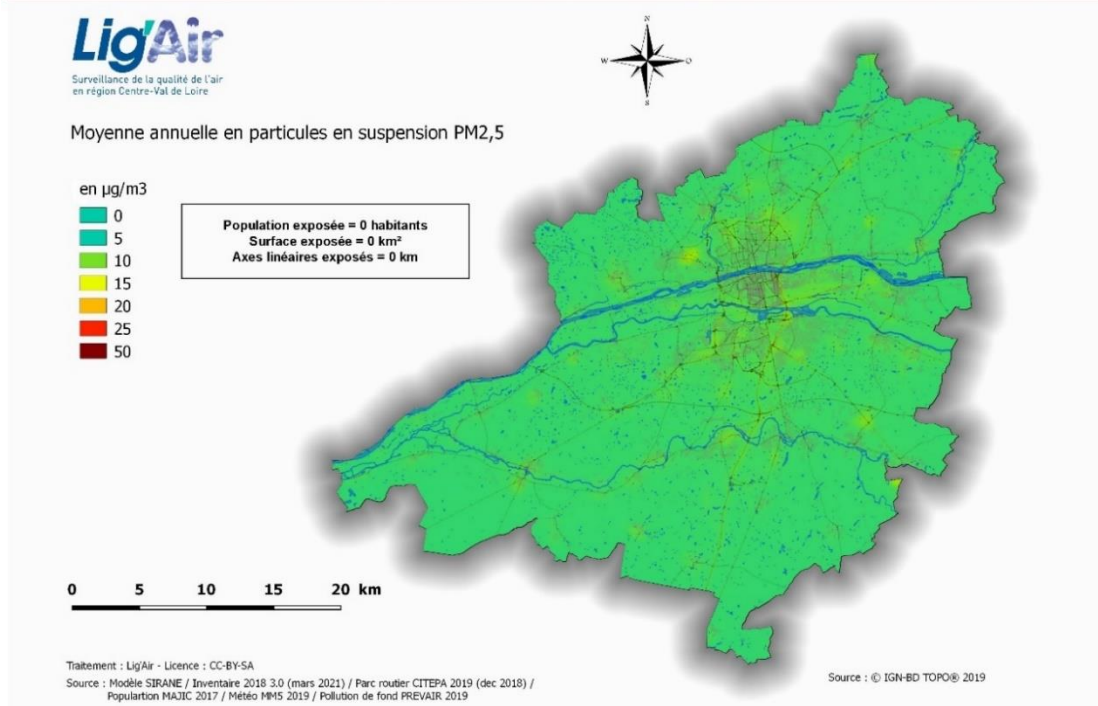 Lig'Air
Surveillance de la qualité de l'air
en région Centre-Val de Loire
Moyenne annuelle en particules en suspension PM2,5
en µg/m3
0
5
10
15
20
25
50
Population exposée = 0 habitants
Surface exposée = 0 km²
Axes linéaires exposés = 0 km
N
W
O
S
0 5 10 15 20 km
Traitement : Lig'Air - Licence : CC-BY-SA
Source : Modèle SIRANE / Inventaire 2018 3.0 (mars 2021) / Parc routier CITEPA 2019 (dec 2018) /
Populartion MAJIC 2017 / Météo MM5 2019 / Pollution de fond PREVAIR 2019
Source : © IGN-BD TOPO® 2019